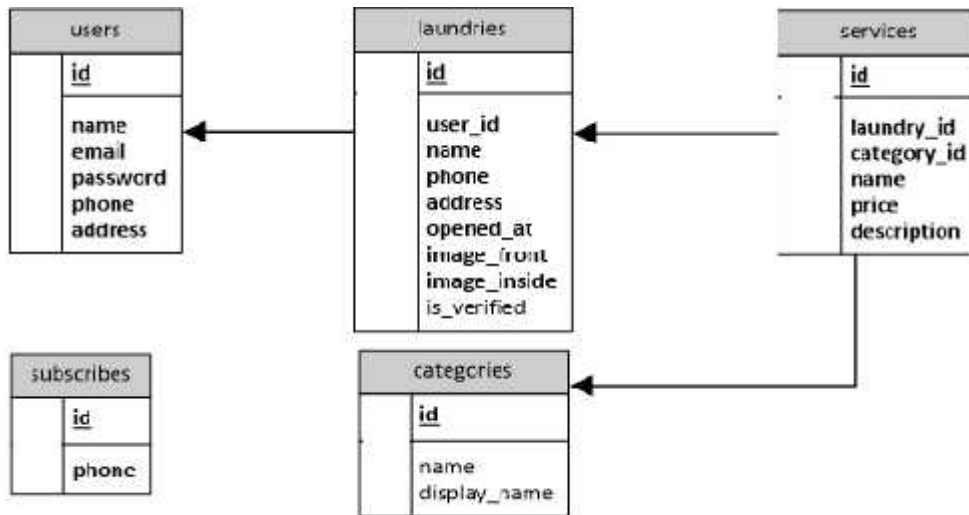 users
id
name
email
password
phone
address
laundries
id
user_id
name
phone
address
opened_at
image_front
image_inside
is_verified
services
id
laundry_id
category_id
name
price
description
subscribes
id
phone
categories
id
name
display_name